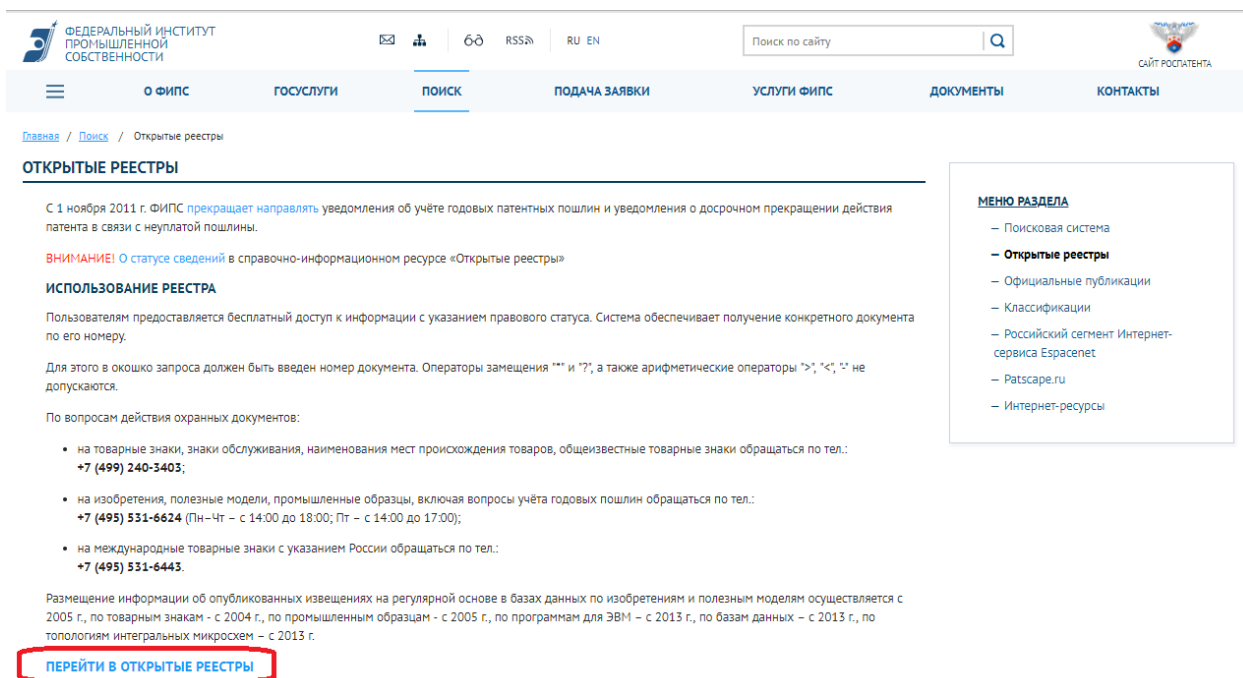 ФЕДЕРАЛЬНЫЙ ИНСТИТУТ
ПРОМЫШЛЕННОЙ
СОБСТВЕННОСТИ
RSS
RU EN
Поиск по сайту
САЙТ РОСПАТЕНТА
О ФИПС
ГОСУСЛУГИ
ПОИСК
ПОДАЧА ЗАЯВКИ
УСЛУГИ ФИПС
ДОКУМЕНТЫ
КОНТАКТЫ
Главная / Поиск / Открытые реестры
ОТКРЫТЫЕ РЕЕСТРЫ
С 1 ноября 2011 г. ФИПС прекращает направлять уведомления об учёте годовых патентных пошлин и уведомления о досрочном прекращении действия
патента в связи с неуплатой пошлины.
ВНИМАНИЕ! О статусе сведений в справочно-информационном ресурсе «Открытые реестры»
ИСПОЛЬЗОВАНИЕ РЕЕСТРА
Пользователям предоставляется бесплатный доступ к информации с указанием правового статуса. Система обеспечивает получение конкретного документа
по его номеру.
Для этого в окошко запроса должен быть введен номер документа. Операторы замещения "*" и "?", а также арифметические операторы ">", "<", "-" не
допускаются.
По вопросам действия охранных документов:
• на товарные знаки, знаки обслуживания, наименования мест происхождения товаров, общеизвестные товарные знаки обращаться по тел.:
+7 (499) 240-3403;
• на изобретения, полезные модели, промышленные образцы, включая вопросы учёта годовых пошлин обращаться по тел.:
+7 (495) 531-6624 (Пн–Чт – с 14:00 до 18:00; Пт – с 14:00 до 17:00);
• на международные товарные знаки с указанием России обращаться по тел.:
+7 (495) 531-6443.
Размещение информации об опубликованных извещениях на регулярной основе в базах данных по изобретениям и полезным моделям осуществляется с
2005 г., по товарным знакам - с 2004 г., по промышленным образцам - с 2005 г., по программам для ЭВМ – с 2013 г., по базам данных – с 2013 г., по
топологиям интегральных микросхем – с 2013 г.
ПЕРЕЙТИ В ОТКРЫТЫЕ РЕЕСТРЫ
МЕНЮ РАЗДЕЛА
– Поисковая система
– Открытые реестры
– Официальные публикации
– Классификации
– Российский сегмент Интернет-
сервиса Espacenet
– Patscape.ru
– Интернет-ресурсы